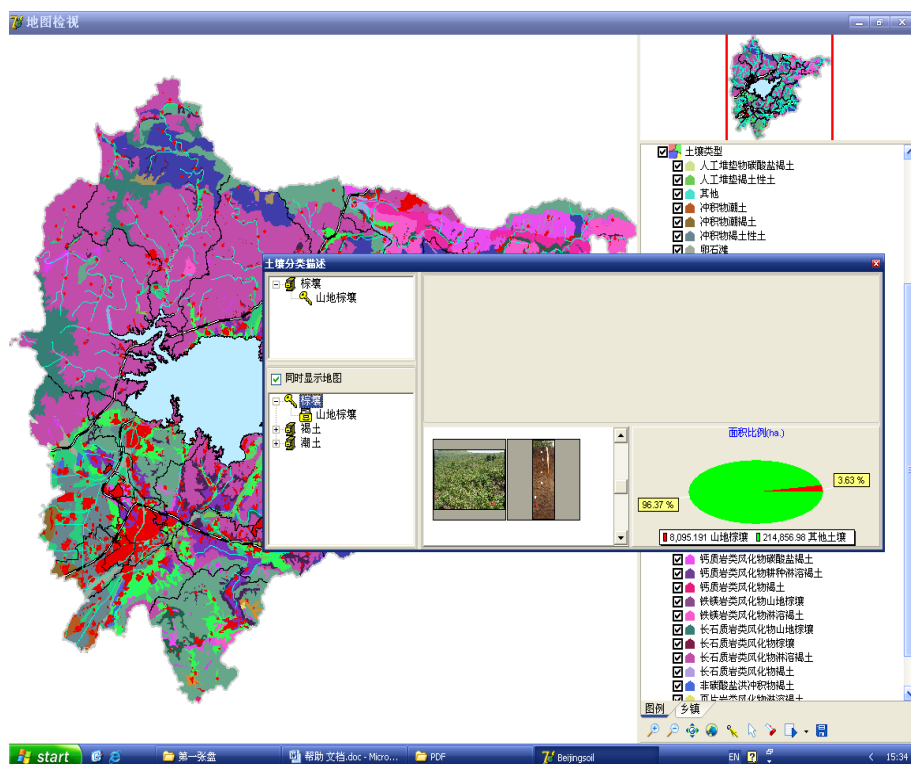 地图检视
土壤类型
人工堆垫物碳酸盐褐土
人工堆垫褐土性土
其他
冲积物潮土
冲积物潮褐土
冲积物褐土性土
卵石滩
土壤分类描述
棕壤
山地棕壤
同时显示地图
棕壤
山地棕壤
褐土
潮土
面积比例(ha.)
3.63 %
96.37 %
8,095.191 山地棕壤 214,856.98 其他土壤
钙质岩类风化物碳酸盐褐土
钙质岩类风化物耕种淋溶褐土
钙质岩类风化物褐土
铁镁岩类风化物山地棕壤
铁镁岩类风化物淋溶褐土
长石质岩类风化物山地棕壤
长石质岩类风化物棕壤
长石质岩类风化物淋溶褐土
长石质岩类风化物褐土
非碳酸盐洪冲积物褐土
页片岩类风化物淋溶褐土
图例 乡镇
start 第一张盘 帮助 文档.doc - Micro... PDF Beijingsoil EN 15:34